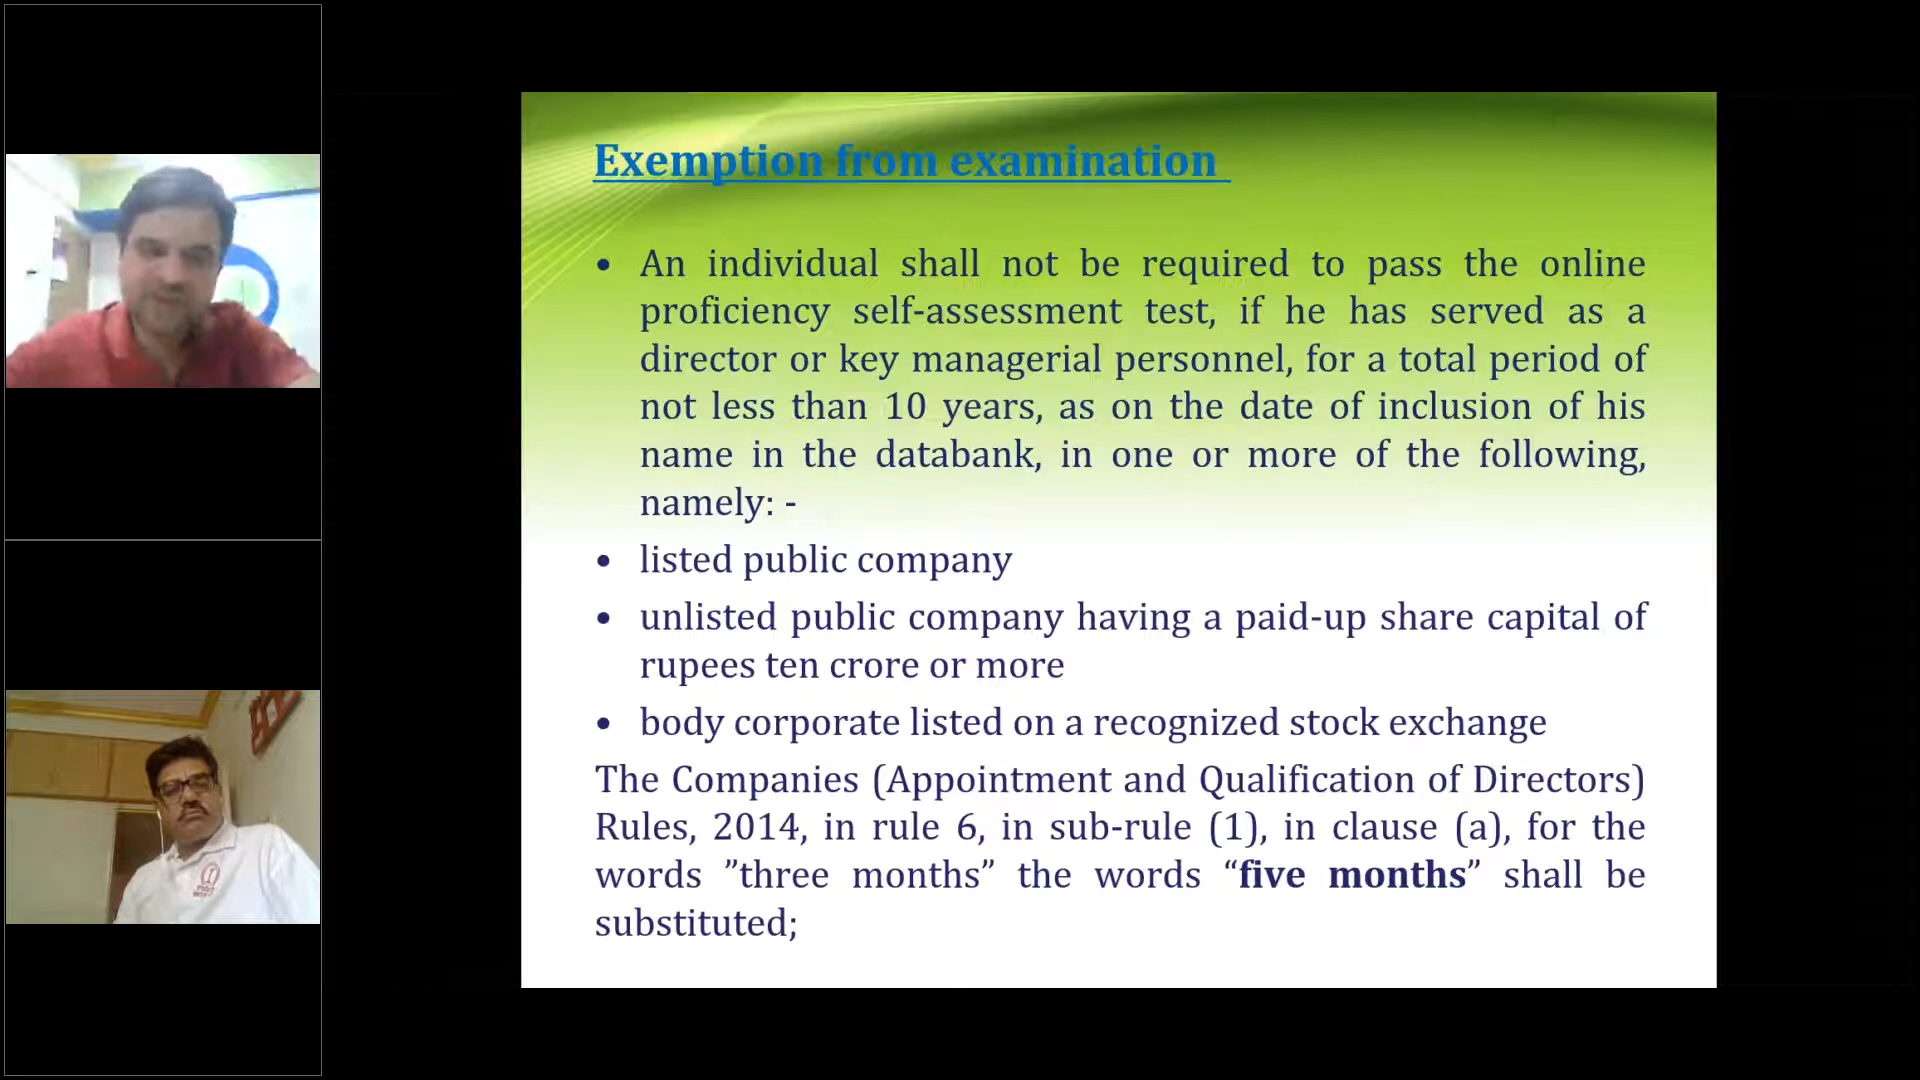 Exemption from examination
• An individual shall not be required to pass the online
proficiency self-assessment test, if he has served as a
director or key managerial personnel, for a total period of
not less than 10 years, as on the date of inclusion of his
name in the databank, in one or more of the following,
namely: -
• listed public company
• unlisted public company having a paid-up share capital of
rupees ten crore or more
• body corporate listed on a recognized stock exchange
The Companies (Appointment and Qualification of Directors)
Rules, 2014, in rule 6, in sub-rule (1), in clause (a), for the
words ”three months” the words “five months” shall be
substituted;